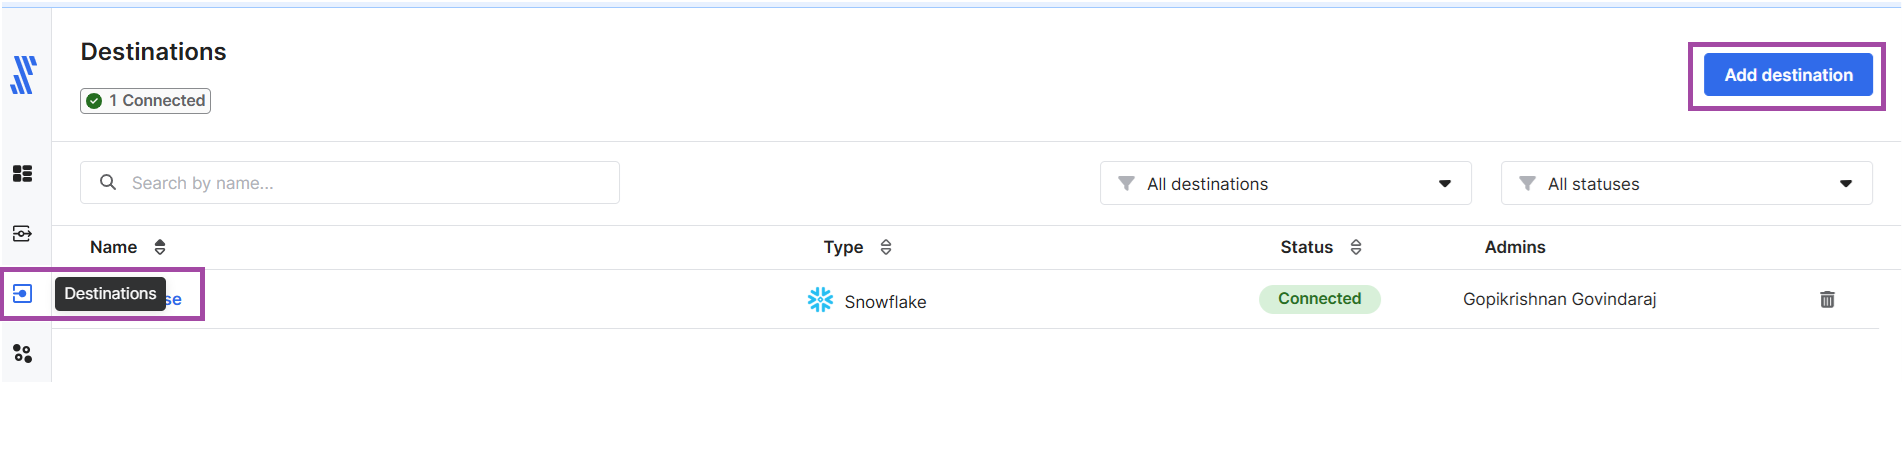 Destinations
Add destination
1 Connected
Search by name...
All destinations
All statuses
Name
Type
Status
Admins
Destinations
se
Snowflake
Connected
Gopikrishnan Govindaraj